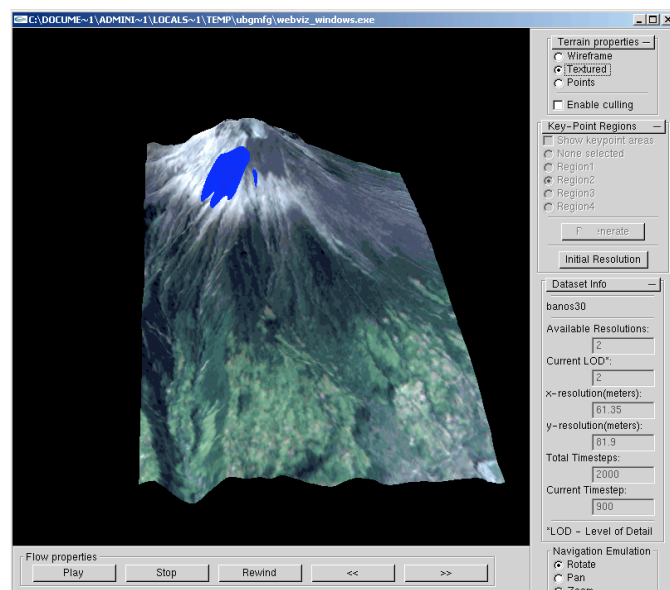 C:\DOCUME~1\ADMINI~1\LOCALS~1\TEMP\ubgmfg\webviz_windows.exe
Terrain properties
Wireframe
Textured
Points
Enable culling
Key-Point Regions
Show keypoint areas
None selected
Region1
Region2
Region3
Region4
Initial Resolution
Dataset Info
banos30
Available Resolutions:
2
Current LOD*:
2
x-resolution(meters):
61.35
y-resolution(meters):
81.9
Total Timesteps:
2000
Current Timestep:
900
*LOD - Level of Detail
Navigation Emulation
Rotate
Pan
Zoom
Flow properties
Play
Stop
Rewind
<<
>>